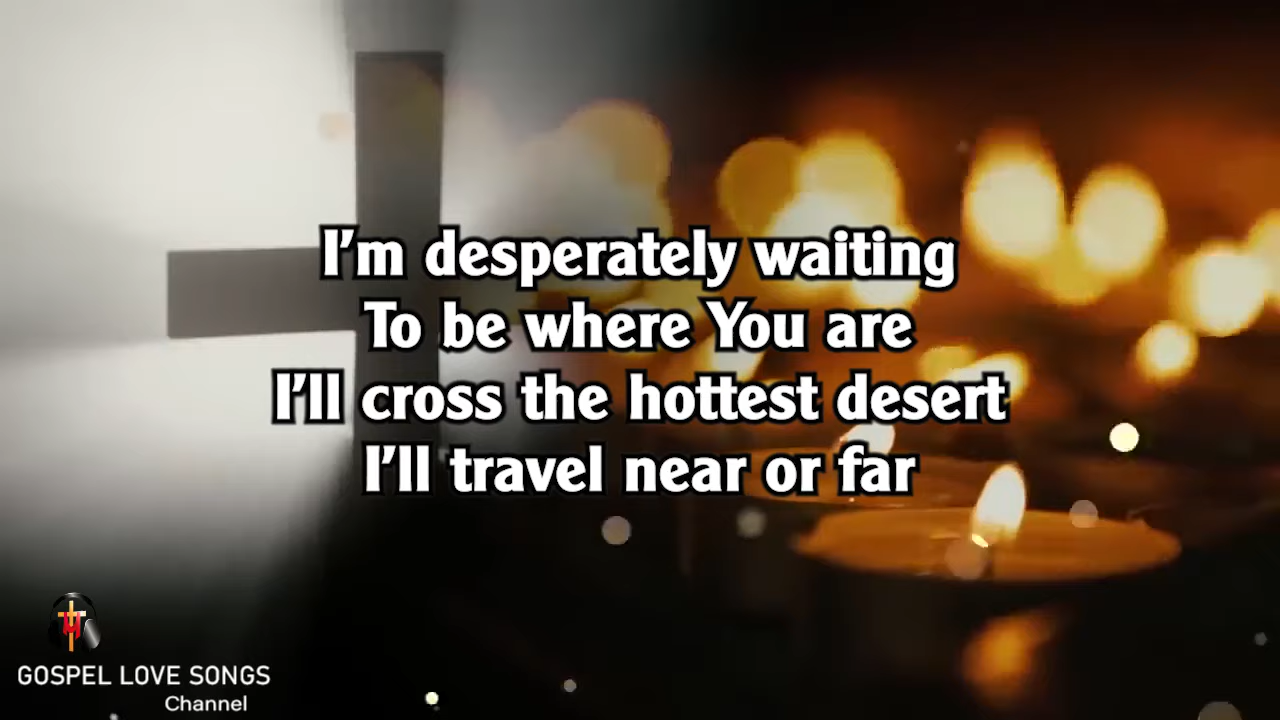 I'm desperately waiting
To be where You are
I'll cross the hottest desert
I'll travel near or far
GOSPEL LOVE SONGS
Channel